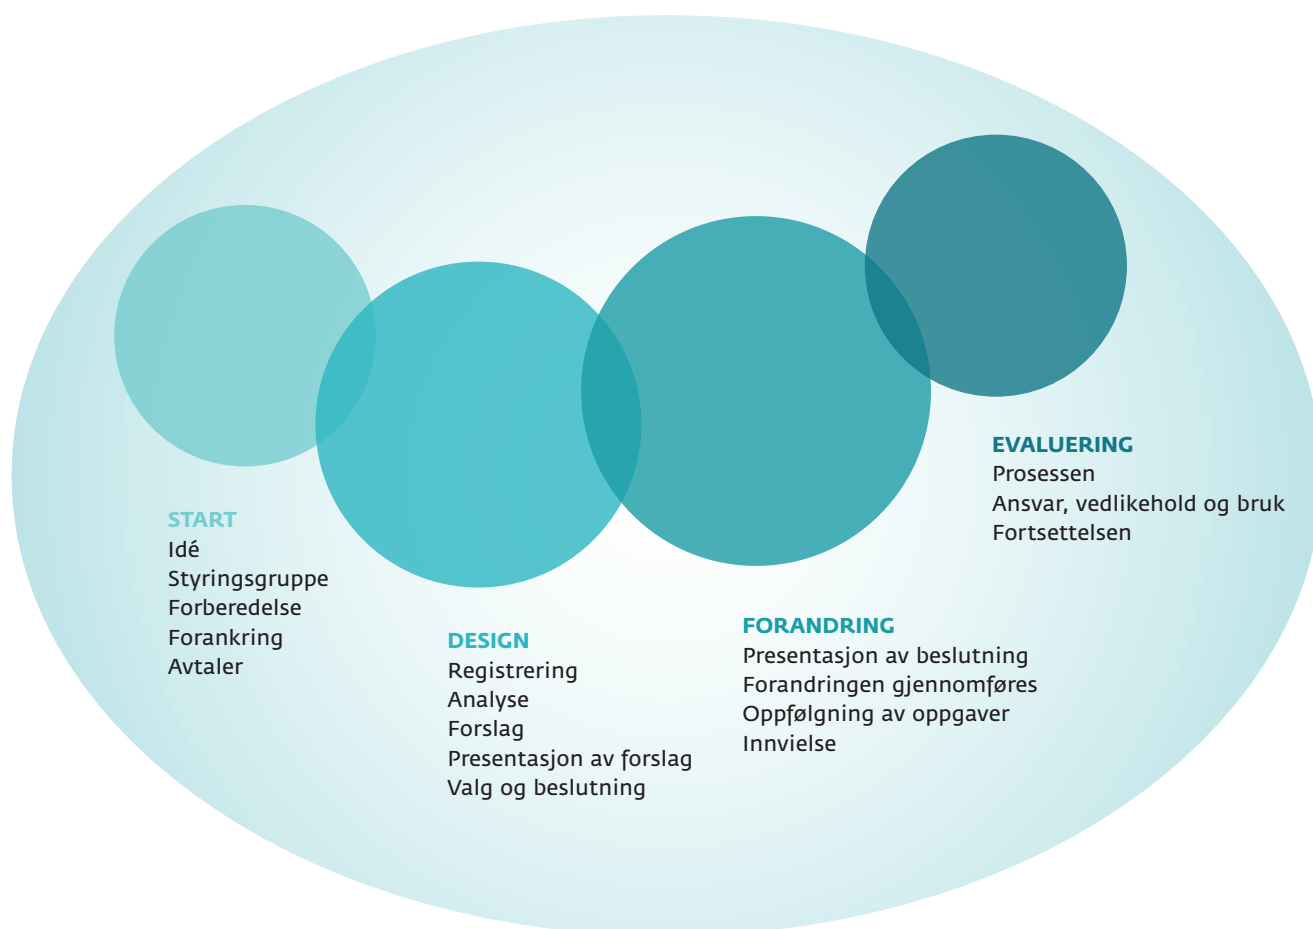 START
Idé
Styringsgruppe
Forberedelse
Forankring
Avtaler
DESIGN
Registrering
Analyse
Forslag
Presentasjon av forslag
Valg og beslutning
FORANDRING
Presentasjon av beslutning
Forandringen gjennomføres
Oppfølgning av oppgaver
Innvielse
EVALUERING
Prosessen
Ansvar, vedlikehold og bruk
Fortsettelsen